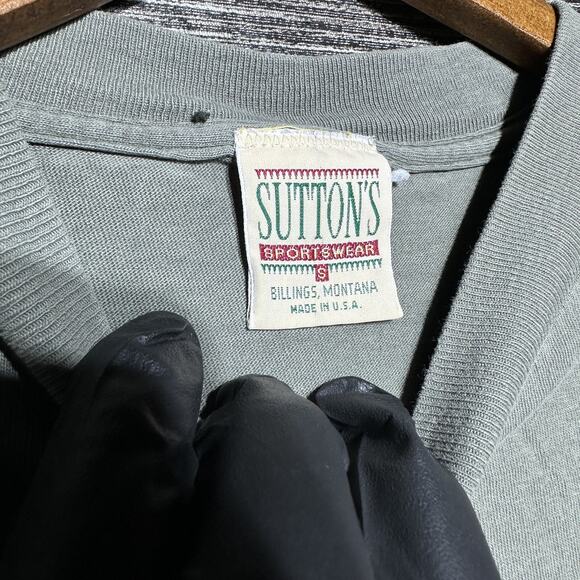 SUTTON'S
SPORTSWEAR
S
BILLINGS, MONTANA
MADE IN U.S.A.